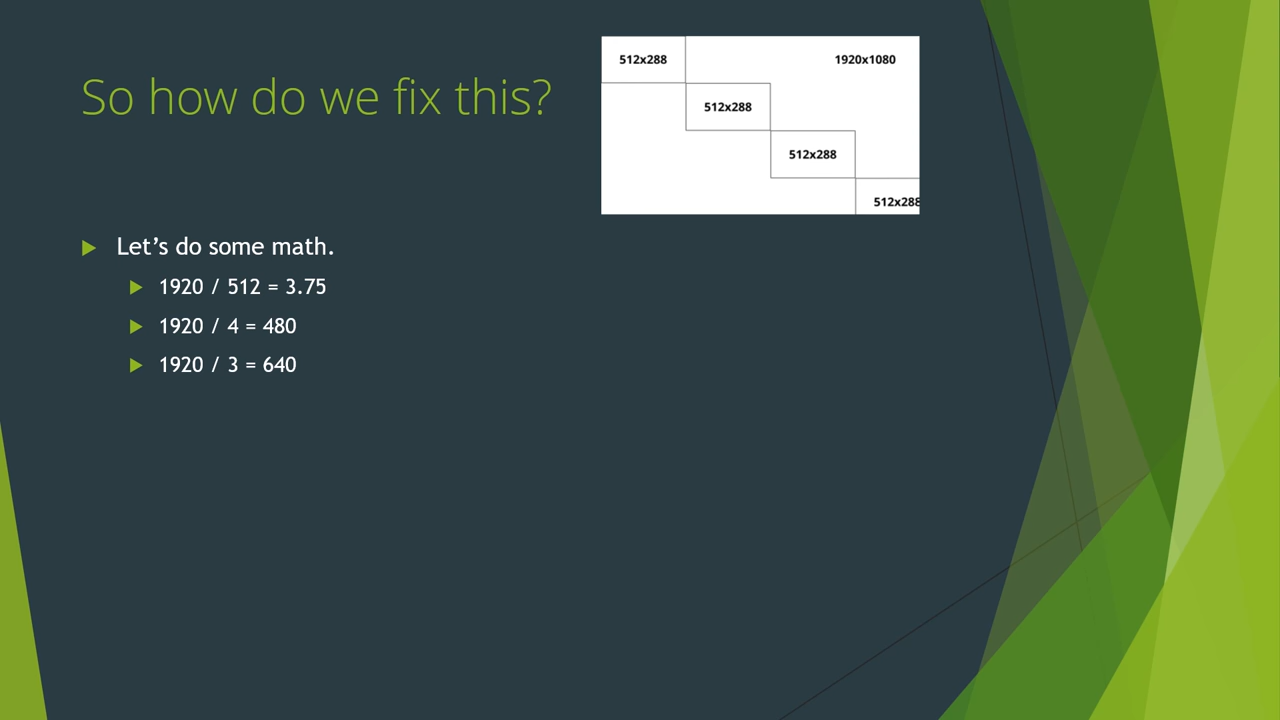 So how do we fix this?
512x288
1920x1080
512x288
512x288
512x288
Let’s do some math.
1920 / 512 = 3.75
1920 / 4 = 480
1920 / 3 = 640